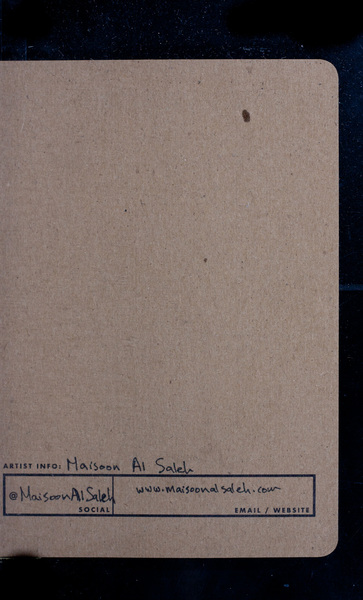 ARTIST INFO: Maisoon Al Saleh
@MaisoonAlSaleh www.maisoonalsaleh.com
SOCIAL EMAIL / WEBSITE